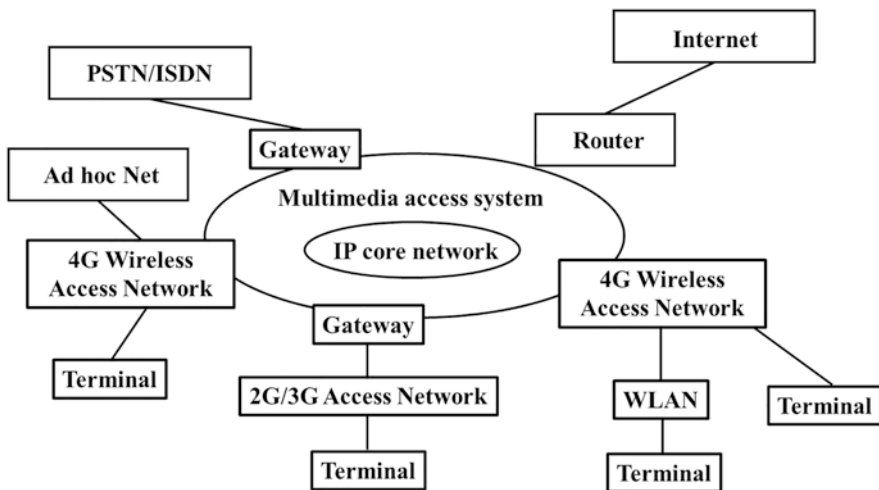 Internet
PSTN/ISDN
Router
Gateway
Ad hoc Net
Multimedia access system
IP core network
4G Wireless
Access Network
4G Wireless
Access Network
Gateway
Terminal
2G/3G Access Network
WLAN
Terminal
Terminal
Terminal